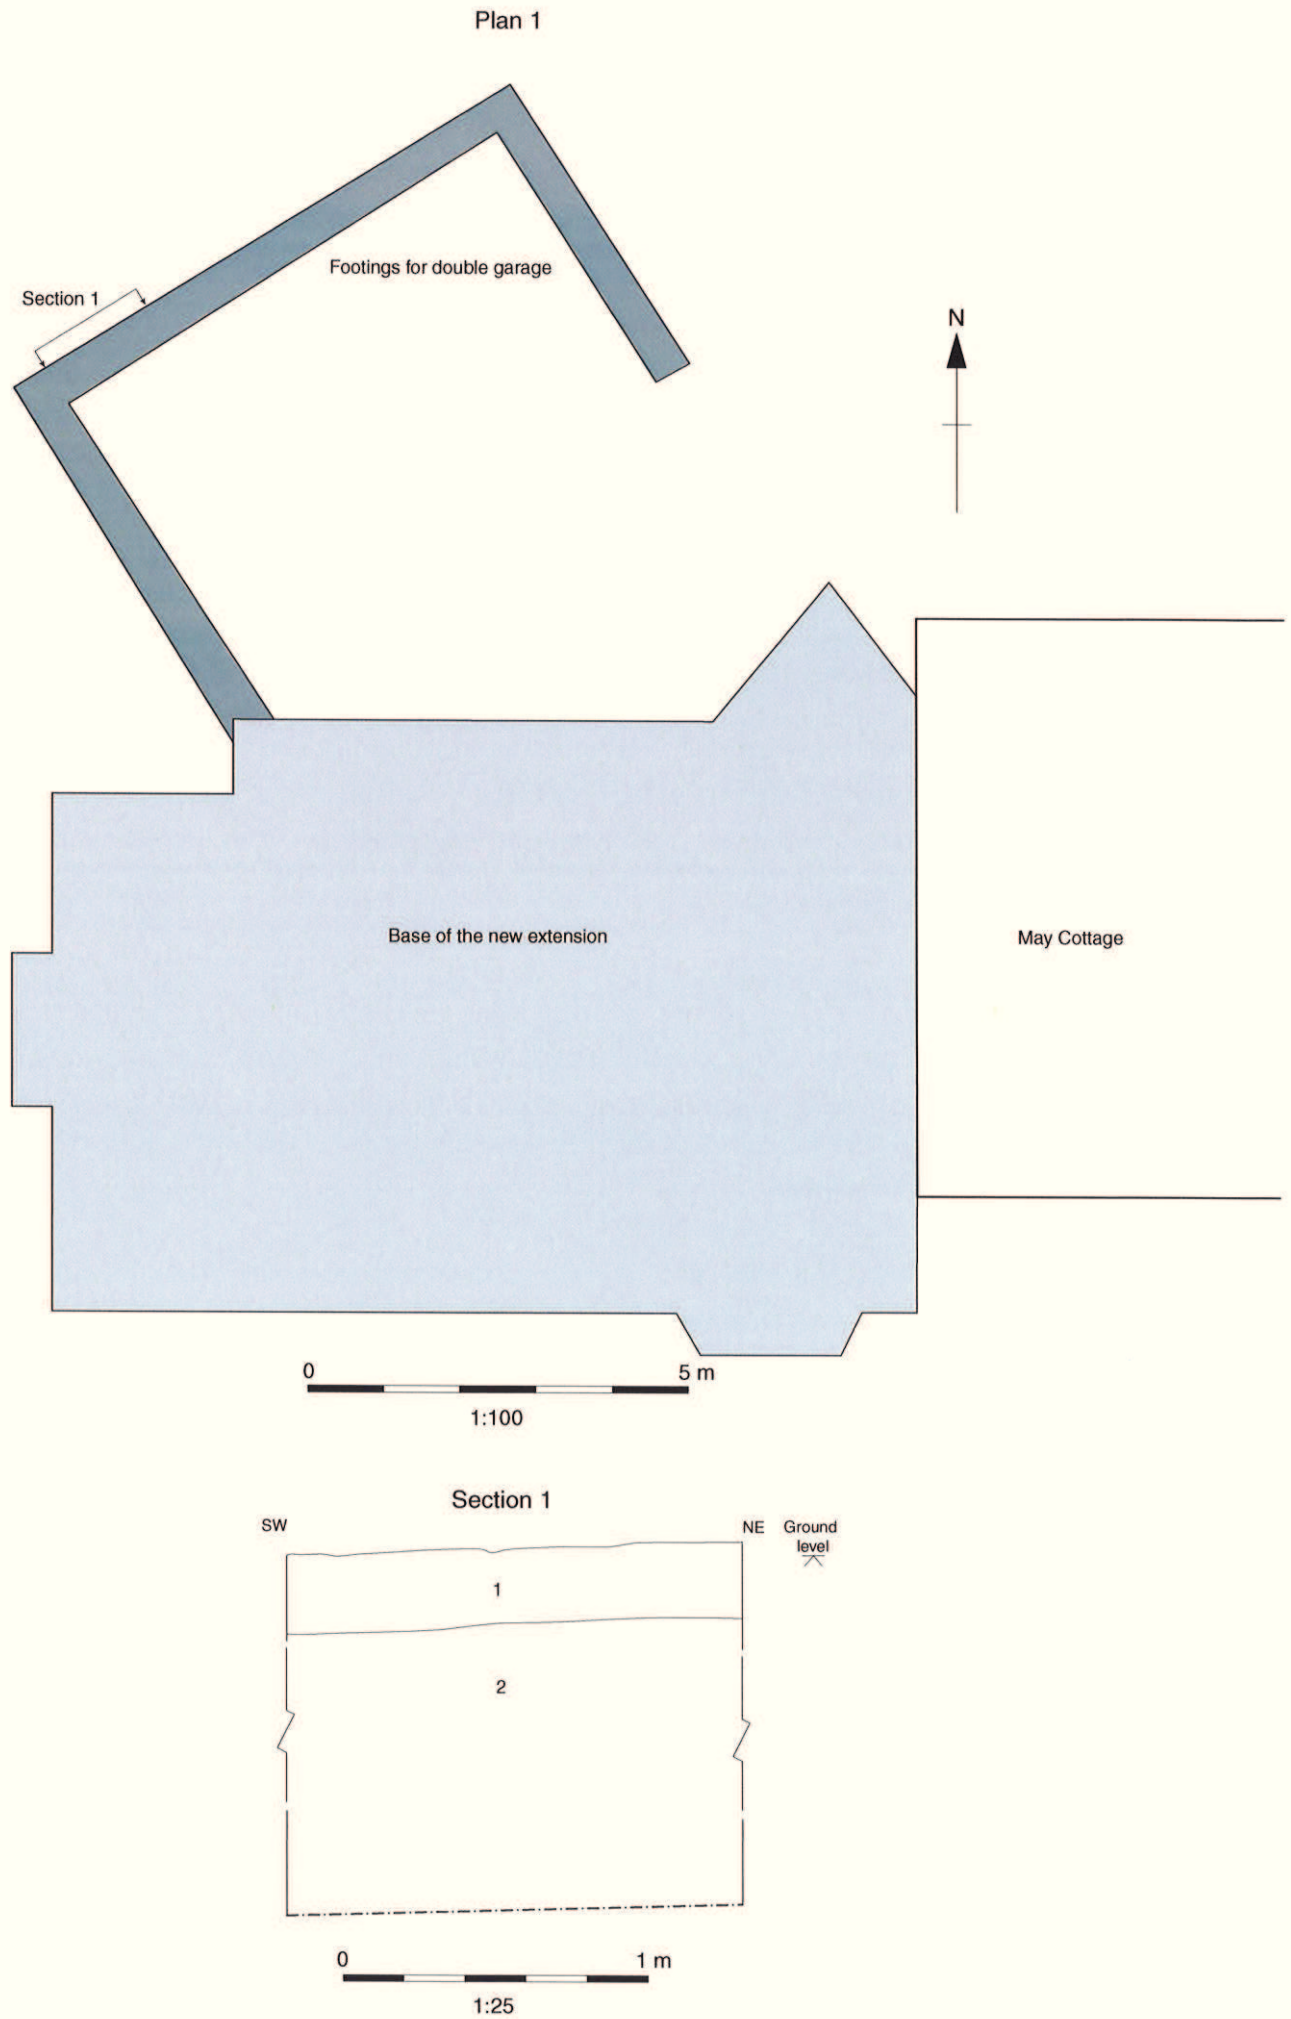 Plan 1
Footings for double garage
Section 1
N
Base of the new extension
May Cottage
0 5 m
1:100
Section 1
SW
NE
Ground
level
1
2
0 1 m
1:25